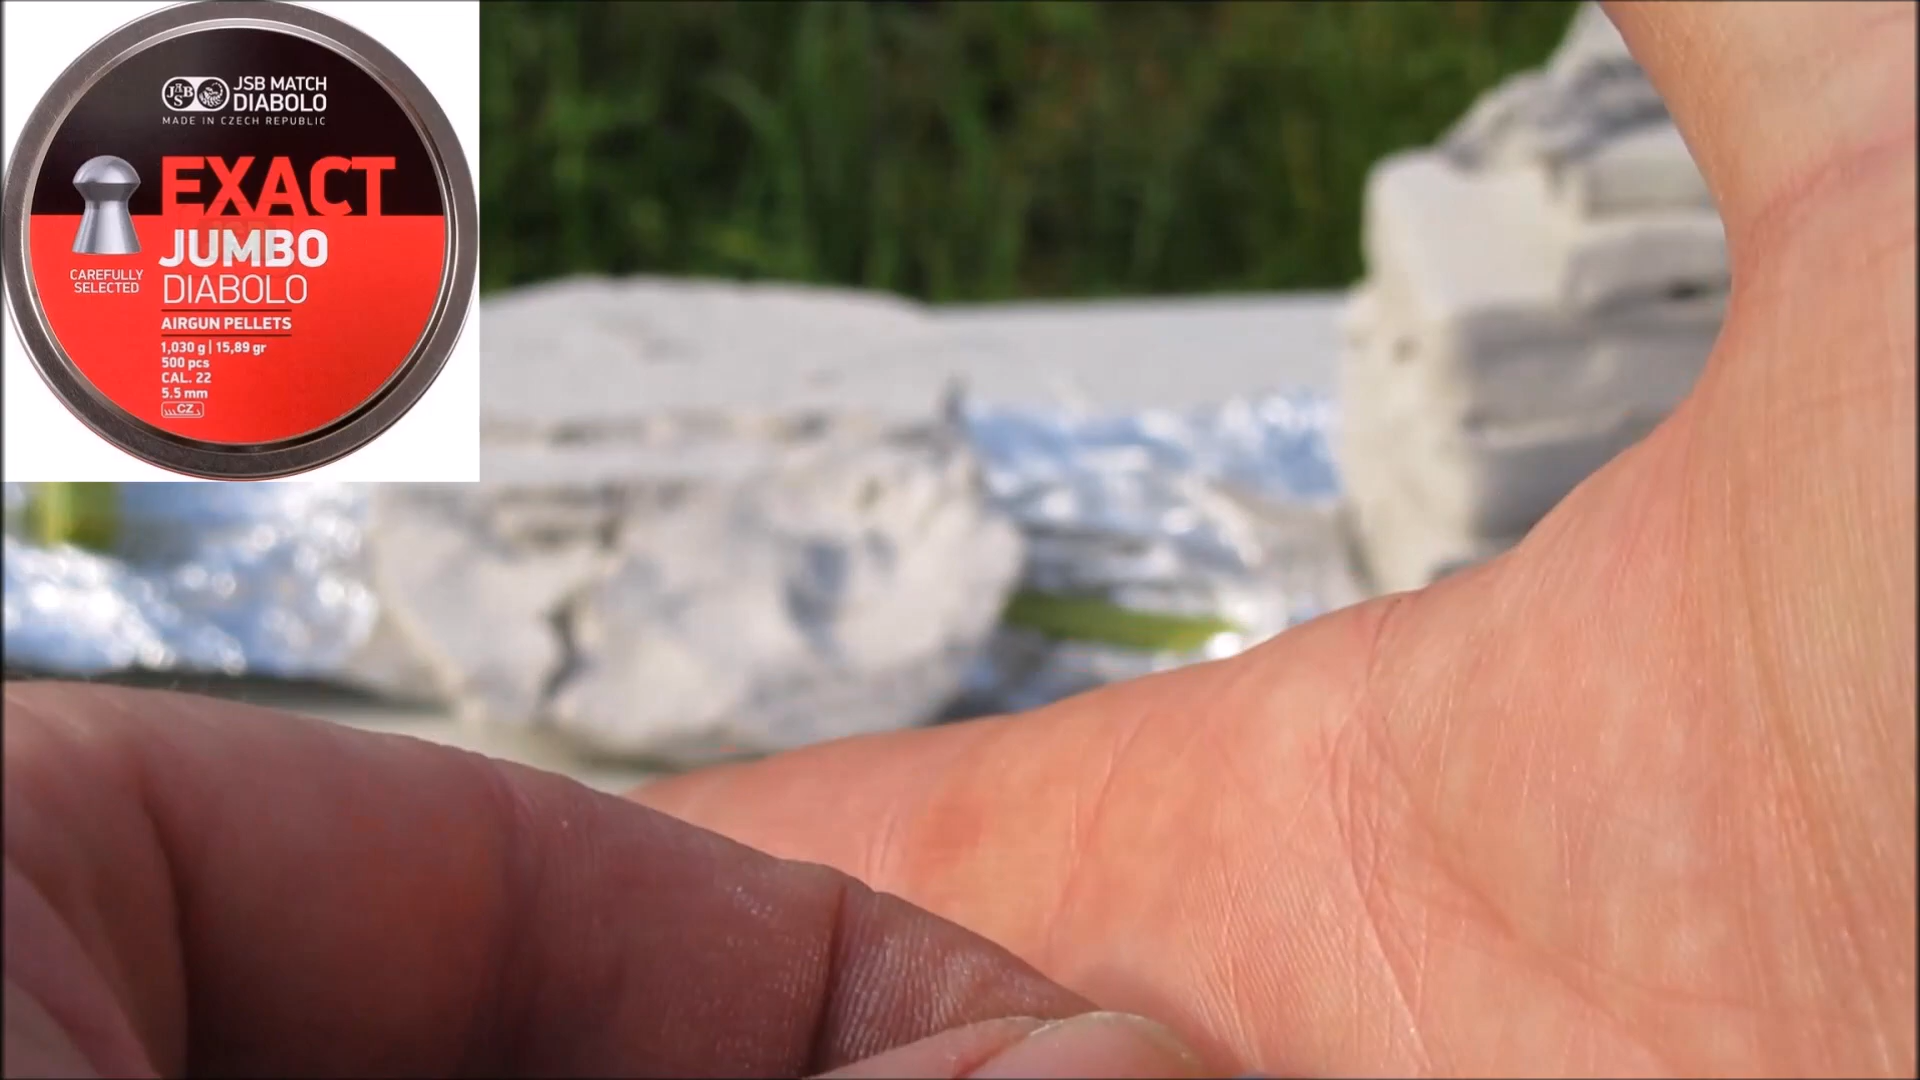 JSB
JSB MATCH
DIABOLO
MADE IN CZECH REPUBLIC
EXACT
JUMBO
DIABOLO
CAREFULLY
SELECTED
AIRGUN PELLETS
1,030 g | 15,89 gr
500 pcs
CAL. 22
5.5 mm
CZ